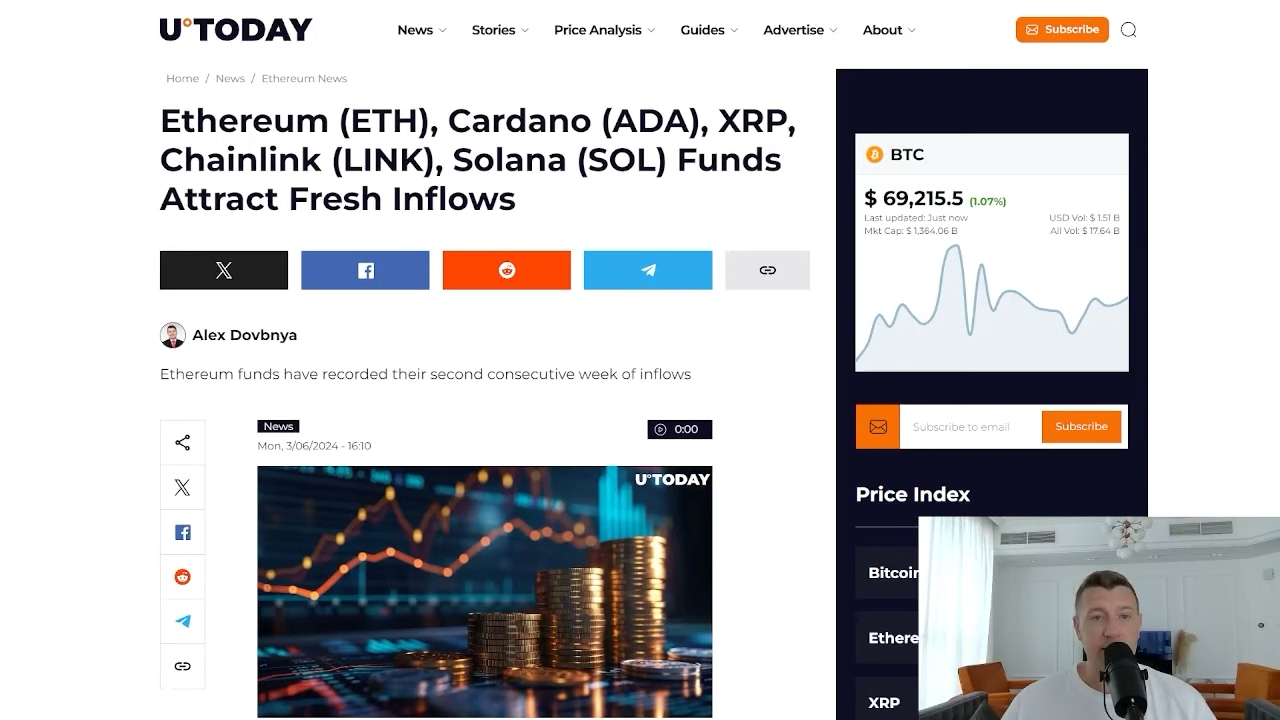 U°TODAY
News
Stories
Price Analysis
Guides
Advertise
About
Subscribe
Home / News / Ethereum News
Ethereum (ETH), Cardano (ADA), XRP,
Chainlink (LINK), Solana (SOL) Funds
Attract Fresh Inflows
Alex Dovbnya
Ethereum funds have recorded their second consecutive week of inflows
News
Mon, 3/06/2024 - 16:10
0:00
U°TODAY
BTC
$ 69,215.5 (1.07%)
Last updated: Just now
USD Vol: $ 1.51 B
Mkt Cap: $ 1,364.06 B
All Vol: $ 17.64 B
Subscribe to email
Subscribe
Price Index
Bitcoin
Ethere
XRP